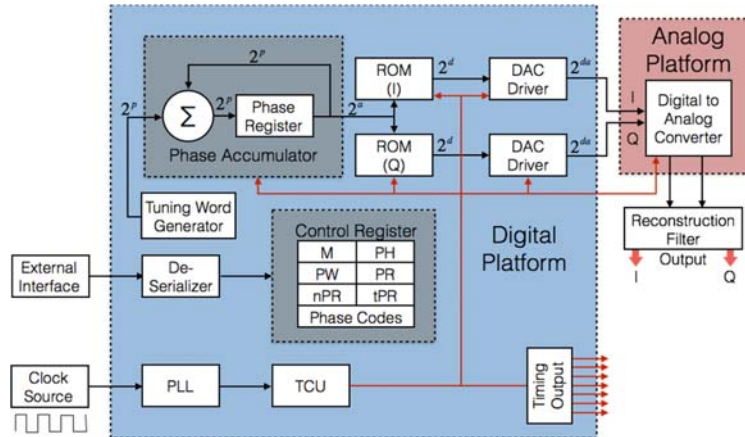 2^p
2^p
Σ
2^p
Phase
Register
2^a
Phase Accumulator
ROM
(I)
2^d
DAC
Driver
2^da
ROM
(Q)
2^d
DAC
Driver
2^da
Analog
Platform
I
Q
Digital to
Analog
Converter
Reconstruction
Filter
Output
I
Q
Tuning Word
Generator
Digital
Platform
External
Interface
De-
Serializer
Control Register
M PH
PW PR
nPR tPR
Phase Codes
Clock
Source
PLL
TCU
Timing
Output